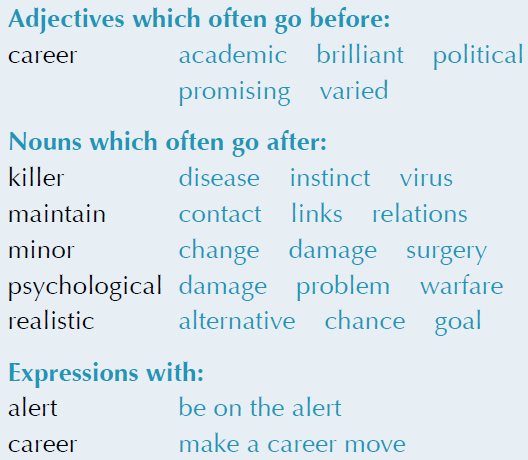 Adjectives which often go before:
career academic brilliant political
promising varied
Nouns which often go after:
killer disease instinct virus
maintain contact links relations
minor change damage surgery
psychological damage problem warfare
realistic alternative chance goal
Expressions with:
alert be on the alert
career make a career move